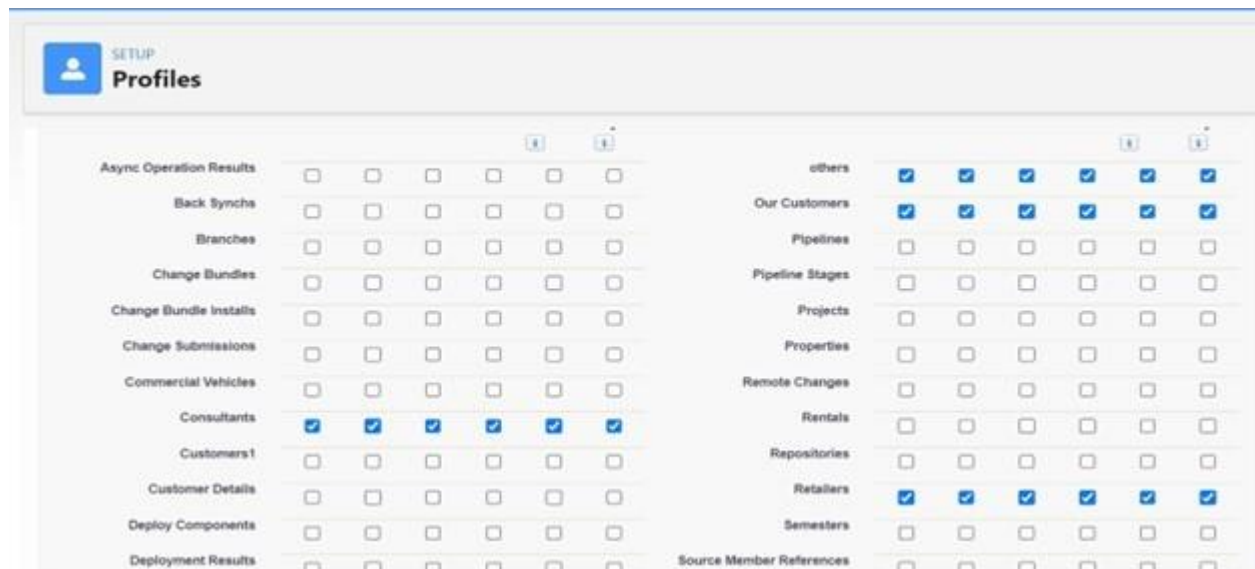 SETUP
Profiles
Async Operation Results
Back Synchs
Branches
Change Bundles
Change Bundle Installs
Change Submissions
Commercial Vehicles
Consultants
Customers1
Customer Details
Deploy Components
Deployment Results
others
Our Customers
Pipelines
Pipeline Stages
Projects
Properties
Remote Changes
Rentals
Repositories
Retailers
Semesters
Source Member References